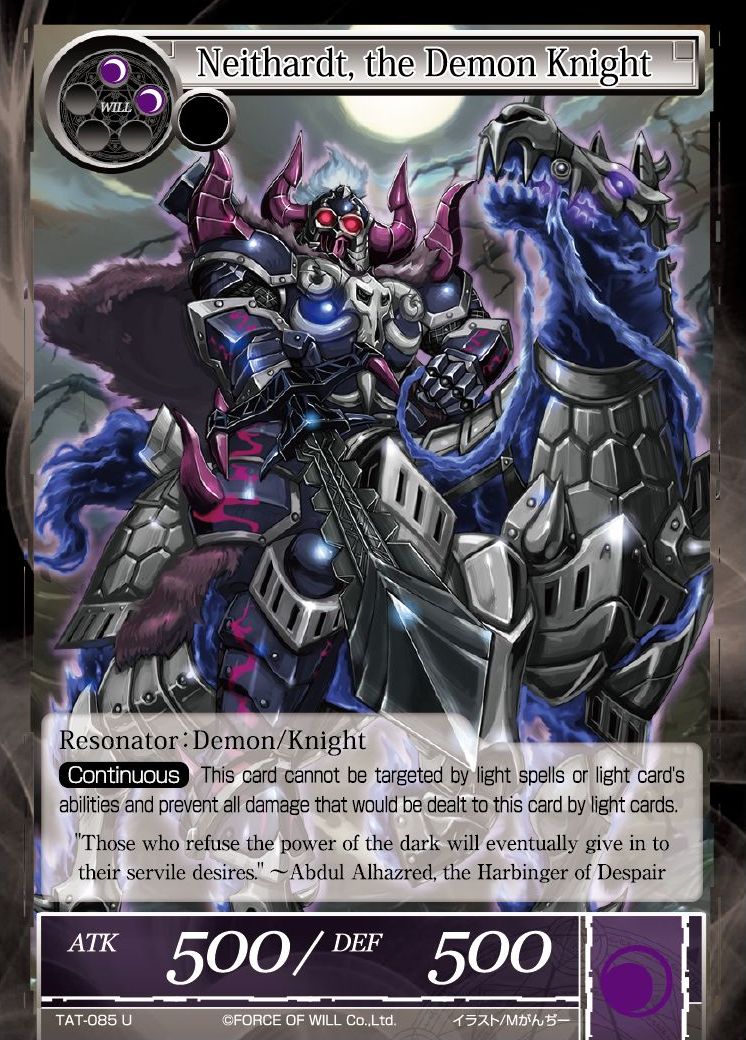 Neithardt, the Demon Knight
WILL
Resonator:Demon/Knight
Continuous This card cannot be targeted by light spells or light card's
abilities and prevent all damage that would be dealt to this card by light cards.
"Those who refuse the power of the dark will eventually give in to
their servile desires." ～Abdul Alhazred, the Harbinger of Despair
ATK 500/ DEF 500
TAT-085 U ©FORCE OF WILL Co.,Ltd. イラスト/Mがんぢー